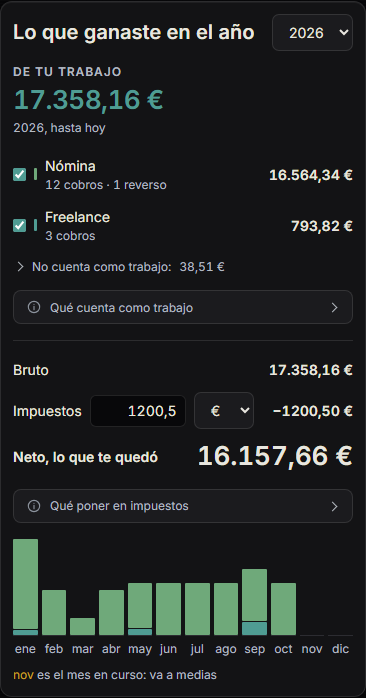 Lo que ganaste en el año
2026
DE TU TRABAJO
17.358,16 €
2026, hasta hoy
Nómina
12 cobros · 1 reverso
16.564,34 €
Freelance
3 cobros
793,82 €
No cuenta como trabajo: 38,51 €
Qué cuenta como trabajo
Bruto 17.358,16 €
Impuestos 1200,5 € −1200,50 €
Neto, lo que te quedó 16.157,66 €
Qué poner en impuestos
ene feb mar abr may jun jul ago sep oct nov dic
nov es el mes en curso: va a medias